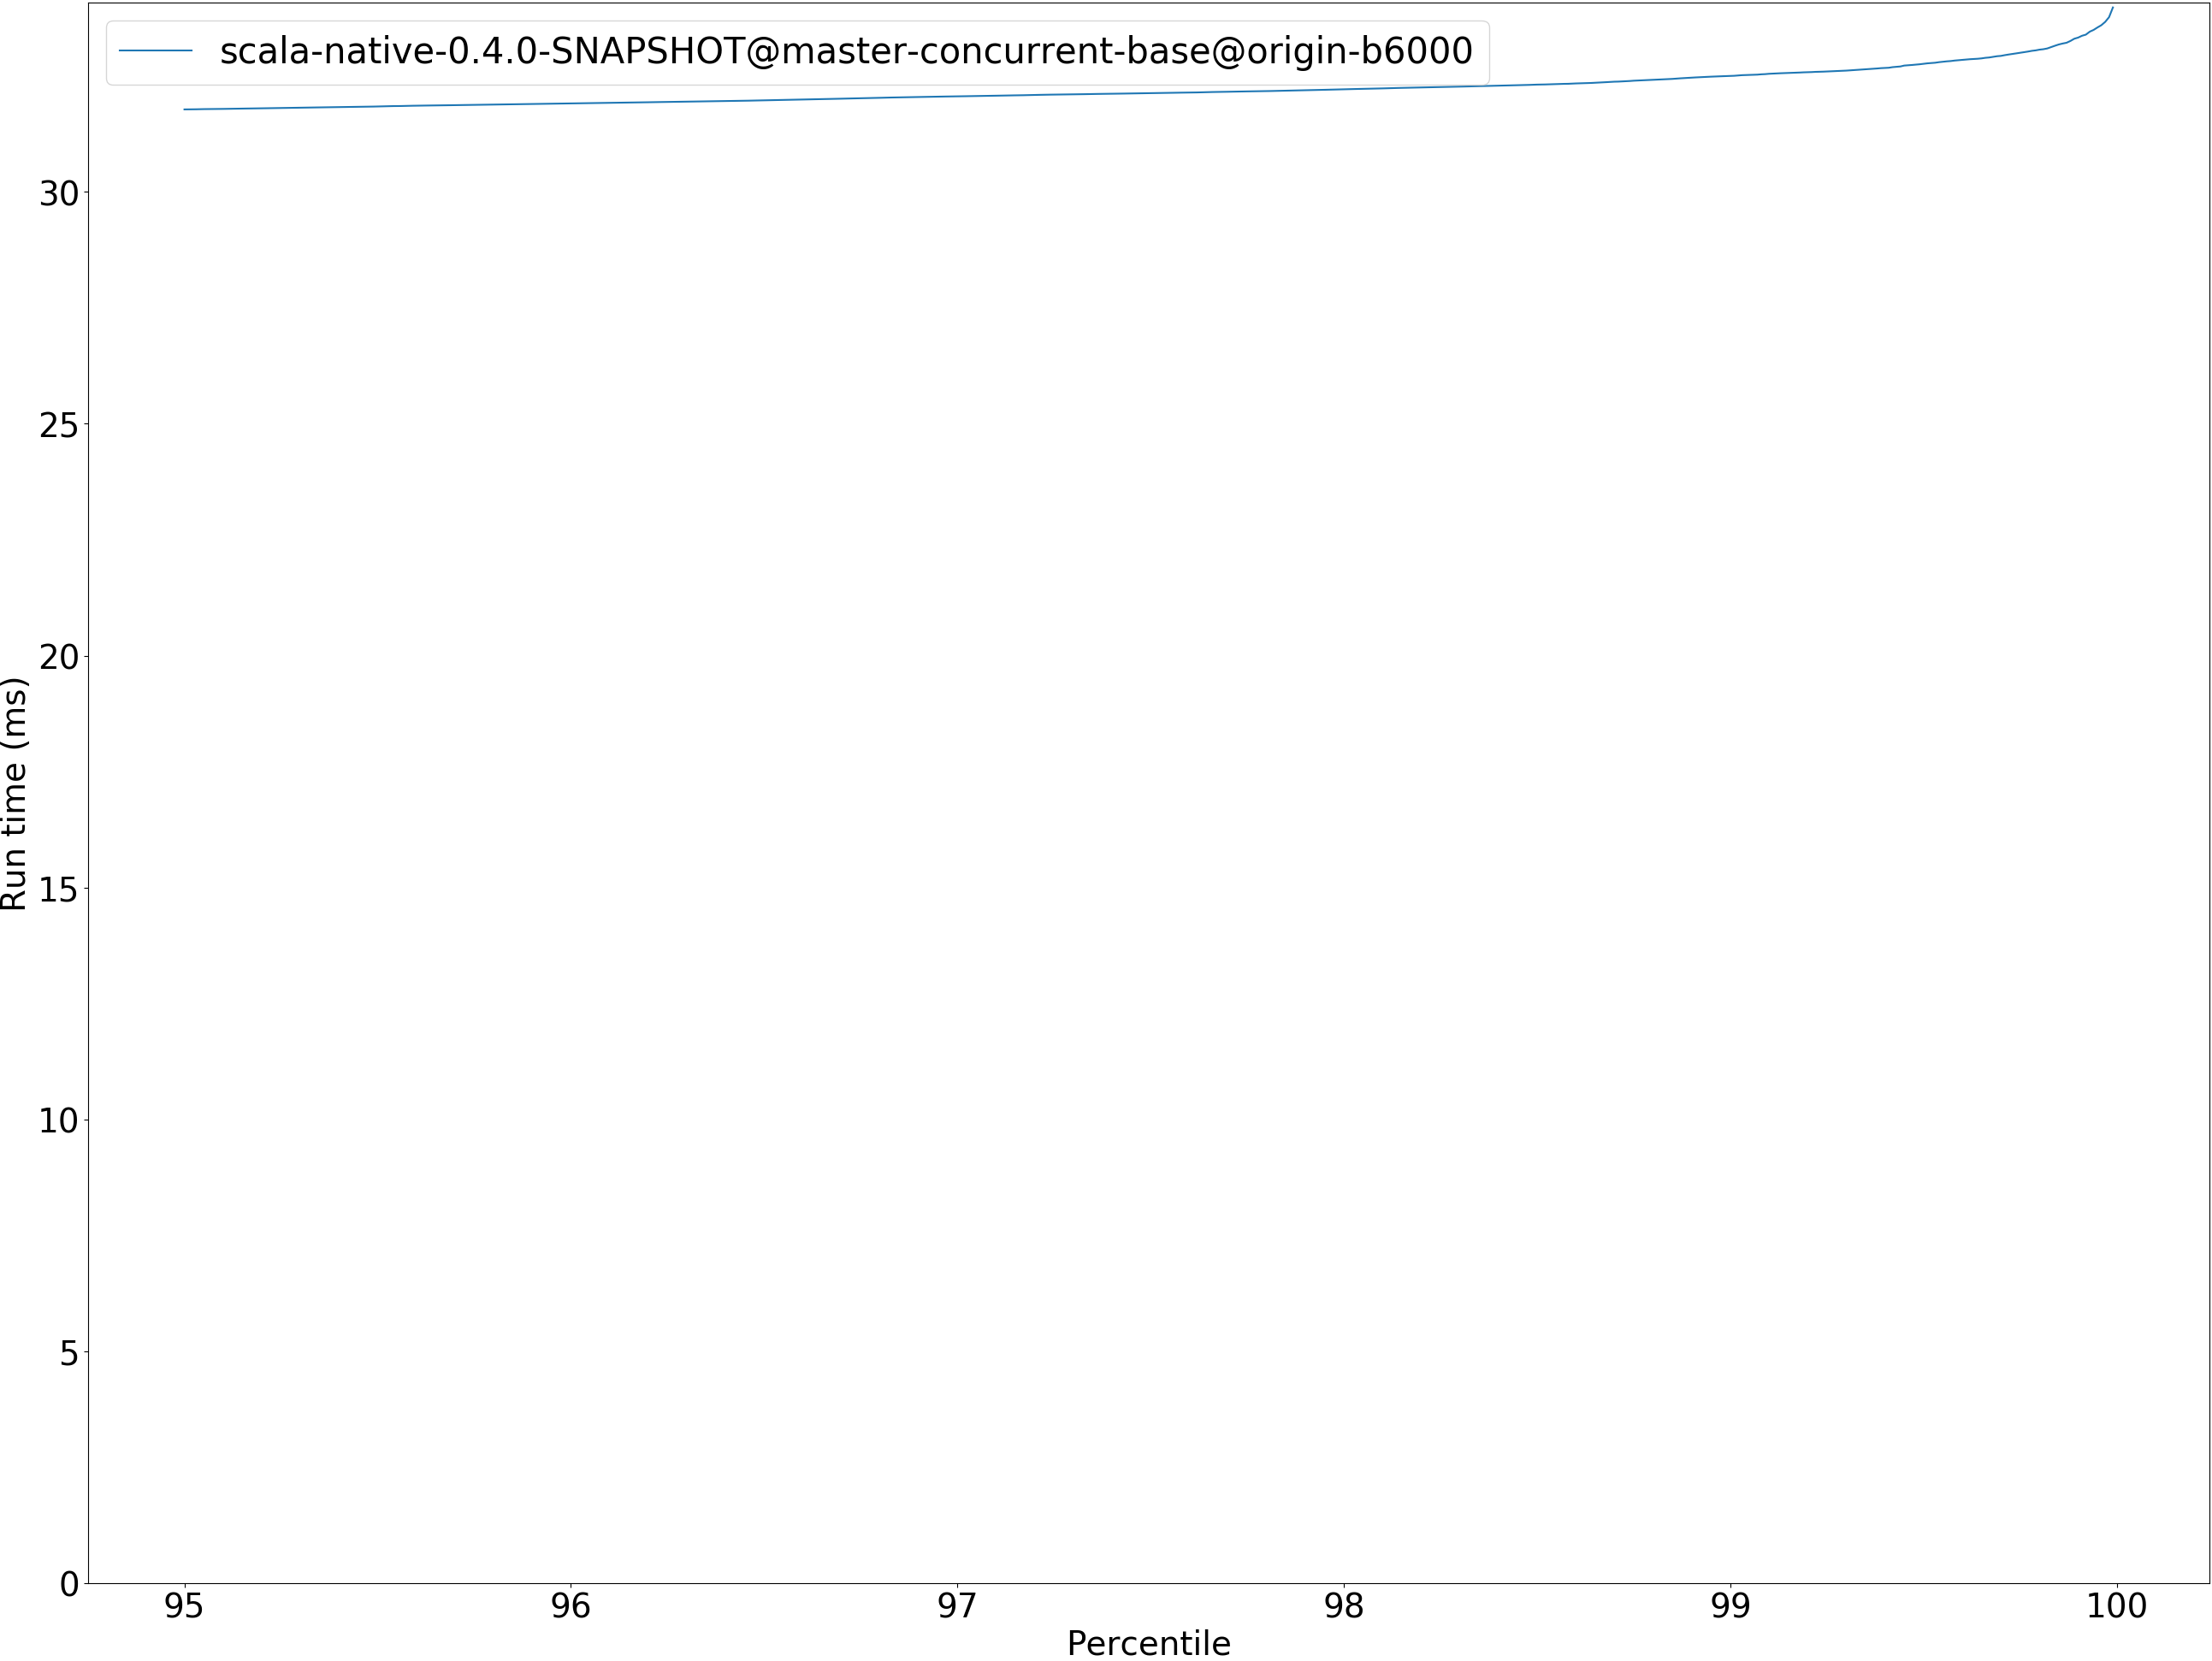 scala-native-0.4.0-SNAPSHOT@master-concurrent-base@origin-b6000
30
25
20
15
10
5
0
Run time (ms)
95 96 97 98 99 100
Percentile